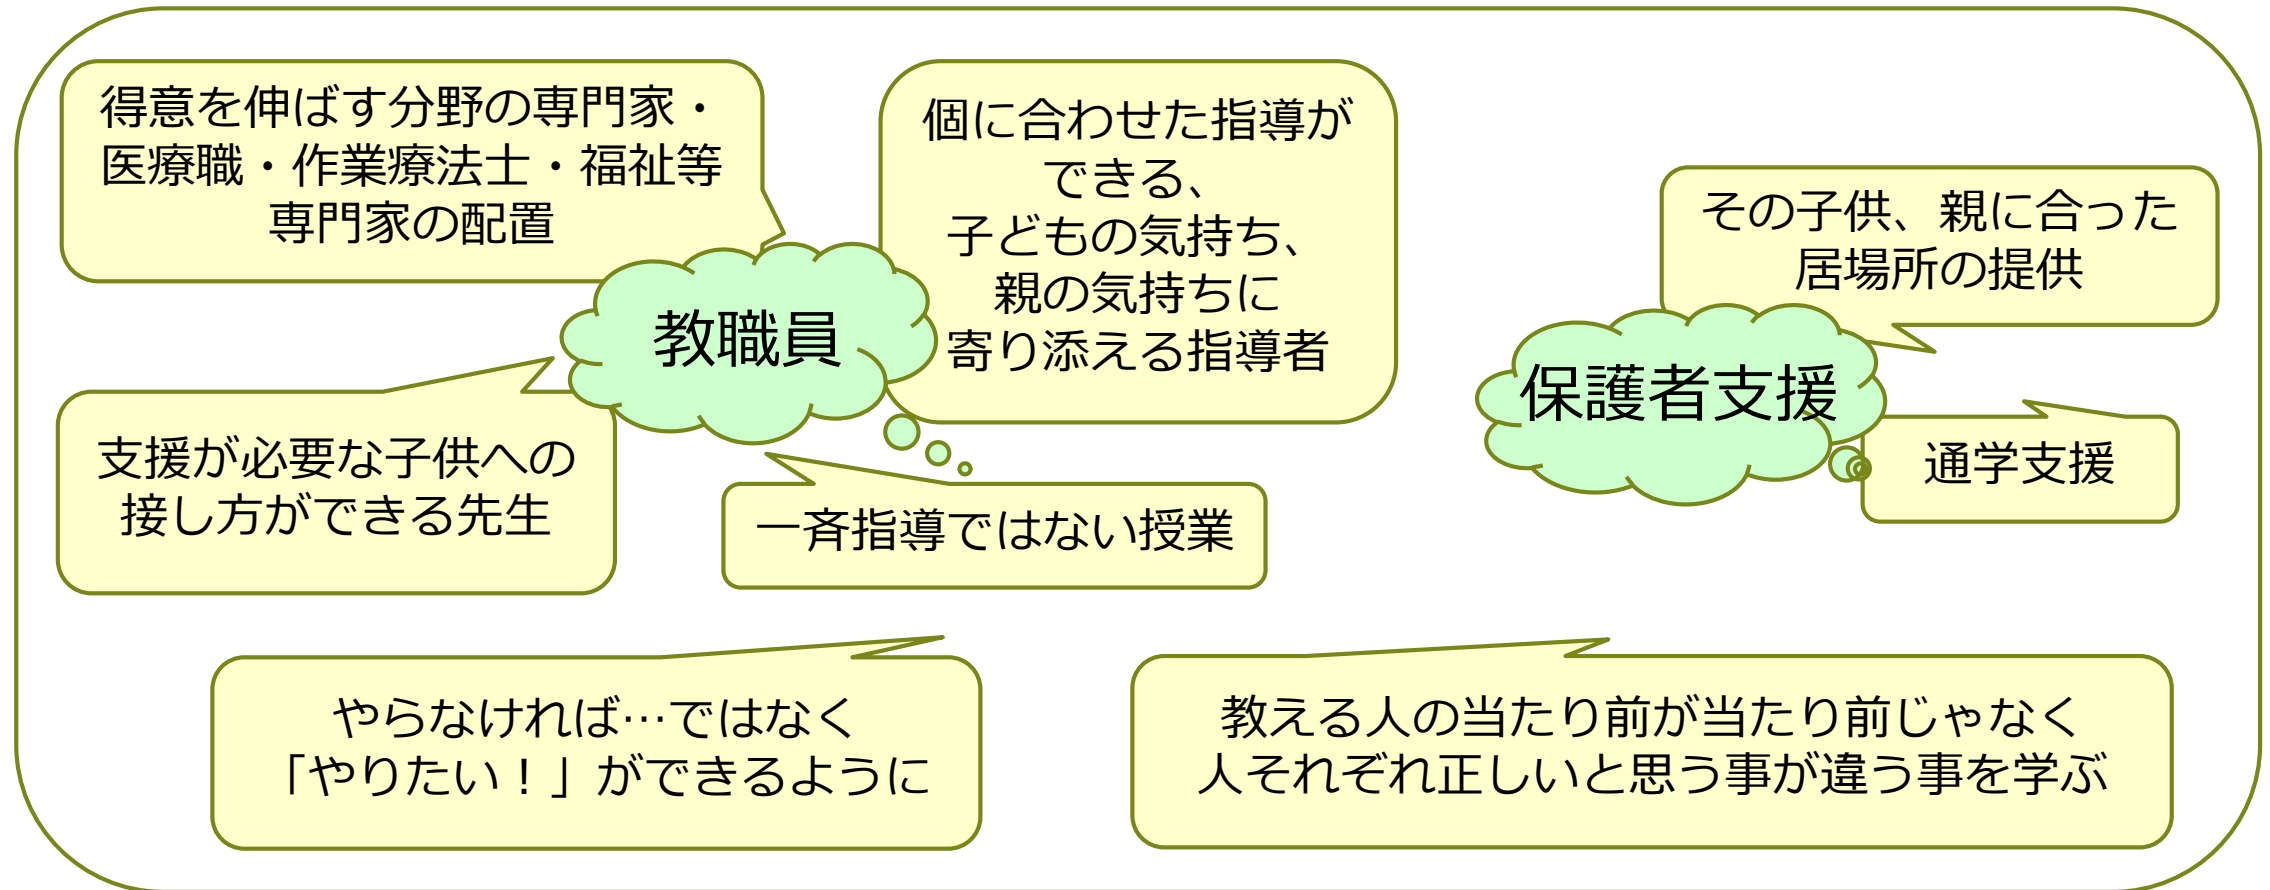 得意を伸ばす分野の専門家・
医療職・作業療法士・福祉等
専門家の配置
個に合わせた指導が
できる、
子どもの気持ち、
親の気持ちに
寄り添える指導者
教職員
支援が必要な子供への
接し方ができる先生
一斉指導ではない授業
その子供、親に合った
居場所の提供
保護者支援
通学支援
やらなければ…ではなく
「やりたい！」ができるように
教える人の当たり前が当たり前じゃなく
人それぞれ正しいと思う事が違う事を学ぶ